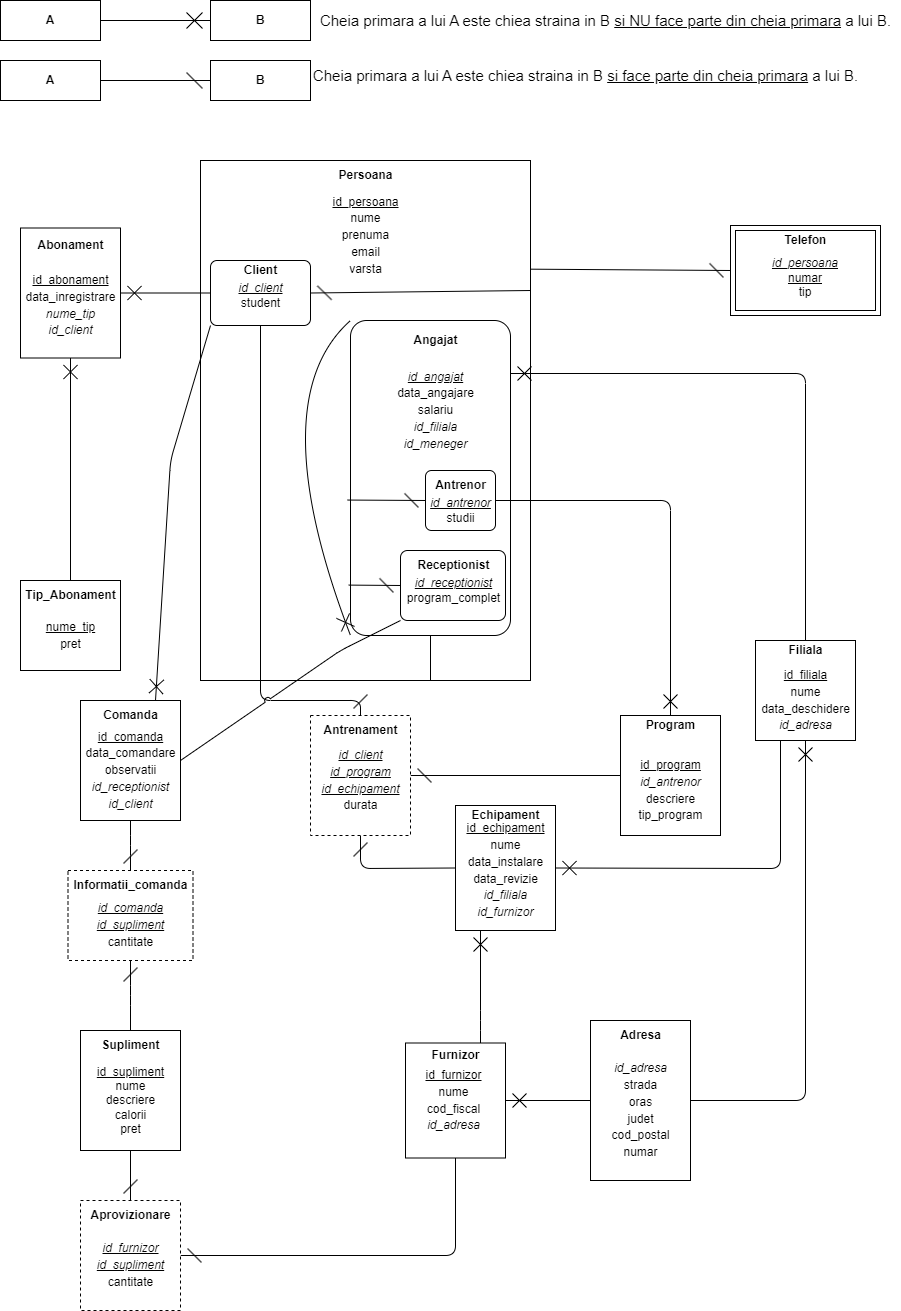 A
B
Cheia primara a lui A este chiea straina in B si NU face parte din cheia primara a lui B.
A
B
Cheia primara a lui A este chiea straina in B si face parte din cheia primara a lui B.
Persoana
id_persoana
nume
prenuma
email
varsta
Abonament
id_abonament
data_inregistrare
nume_tip
id_client
Client
id_client
student
Telefon
id_persoana
numar
tip
Angajat
id_angajat
data_angajare
salariu
id_filiala
id_meneger
Antrenor
id_antrenor
studii
Receptionist
id_receptionist
program_complet
Tip_Abonament
nume_tip
pret
Filiala
id_filiala
nume
data_deschidere
id_adresa
Comanda
id_comanda
data_comandare
observatii
id_receptionist
id_client
Antrenament
id_client
id_program
id_echipament
durata
Program
id_program
id_antrenor
descriere
tip_program
Echipament
id_echipament
nume
data_instalare
data_revizie
id_filiala
id_furnizor
Informatii_comanda
id_comanda
id_supliment
cantitate
Supliment
id_supliment
nume
descriere
calorii
pret
Furnizor
id_furnizor
nume
cod_fiscal
id_adresa
Adresa
id_adresa
strada
oras
judet
cod_postal
numar
Aprovizionare
id_furnizor
id_supliment
cantitate